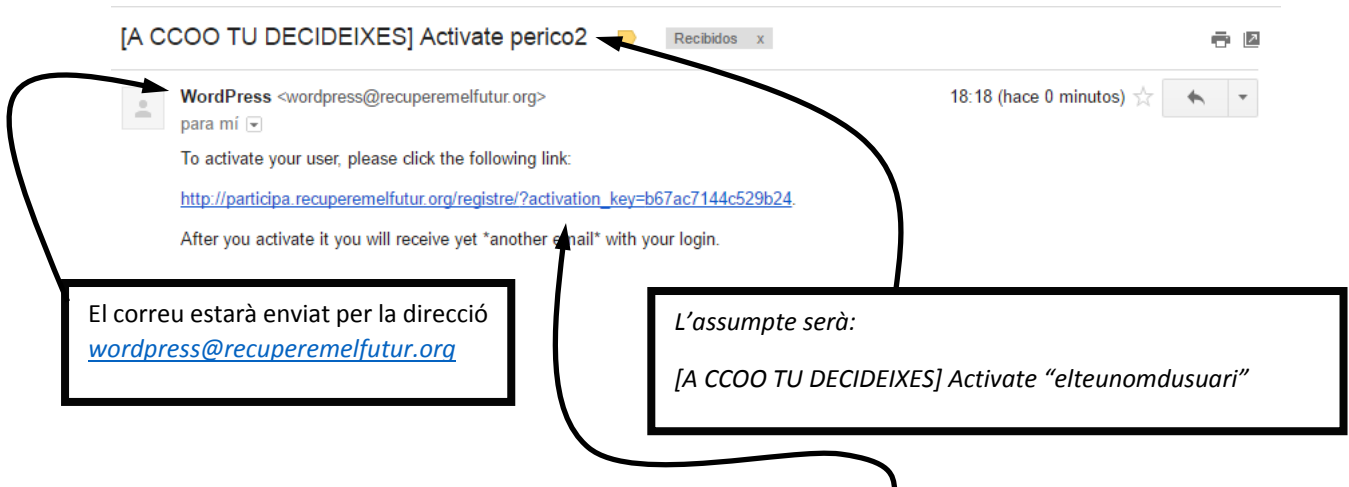 [A CCOO TU DECIDEIXES] Activate perico2
Recibidos x
WordPress <wordpress@recuperemelfutur.org>
18:18 (hace 0 minutos)
para mí
To activate your user, please click the following link:
http://participa.recuperemelfutur.org/registre/?activation_key=b67ac7144c529b24.
After you activate it you will receive yet *another email* with your login.
El correu estarà enviat per la direcció
wordpress@recuperemelfutur.org
L’assumpte serà:
[A CCOO TU DECIDEIXES] Activate “elteunomdusuari”